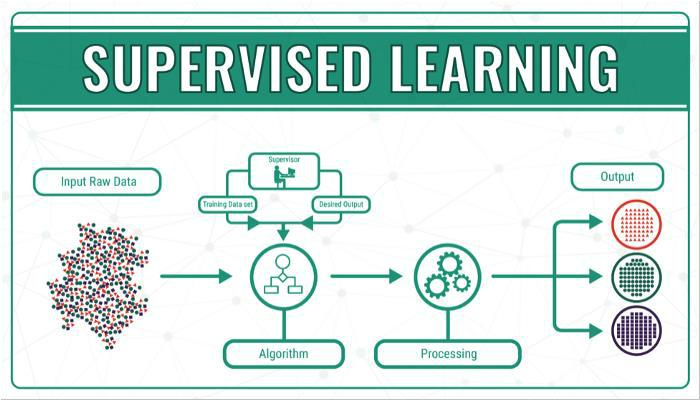 SUPERVISED LEARNING
Supervisor
Input Raw Data
Output
Training Data set
Desired Output
Algorithm
Processing